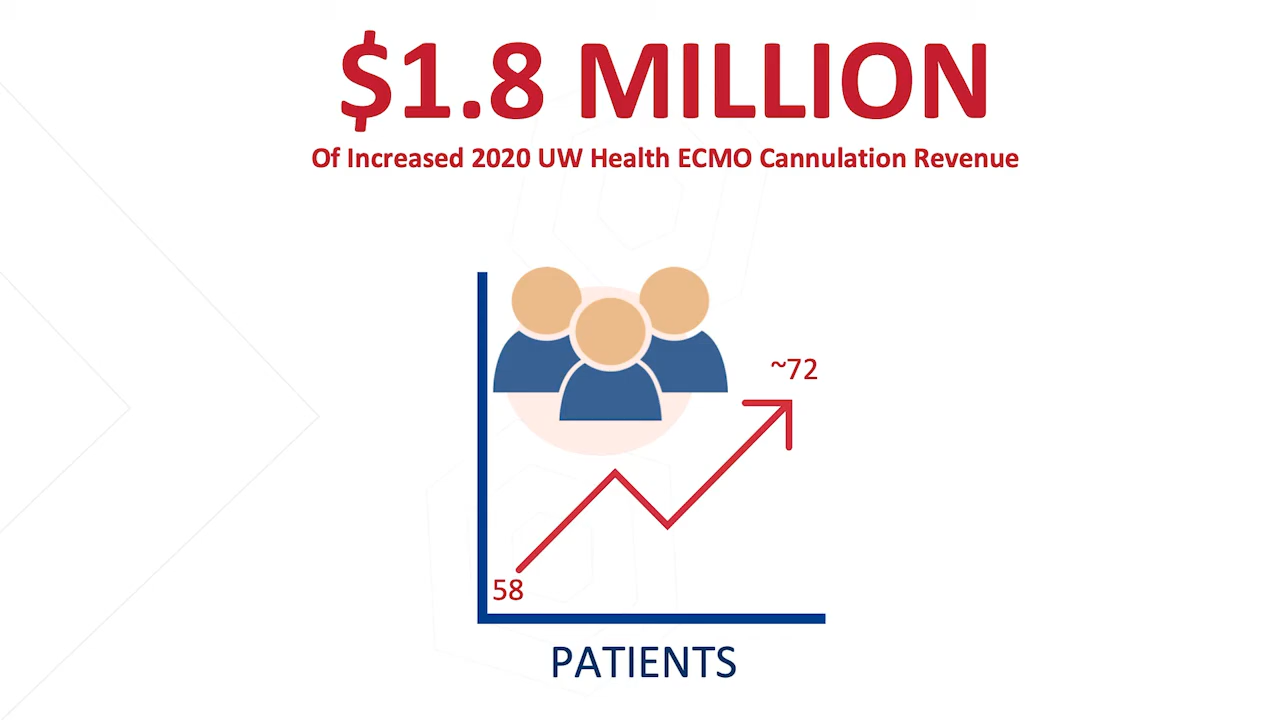 $1.8 MILLION
Of Increased 2020 UW Health ECMO Cannulation Revenue
~72
58
PATIENTS